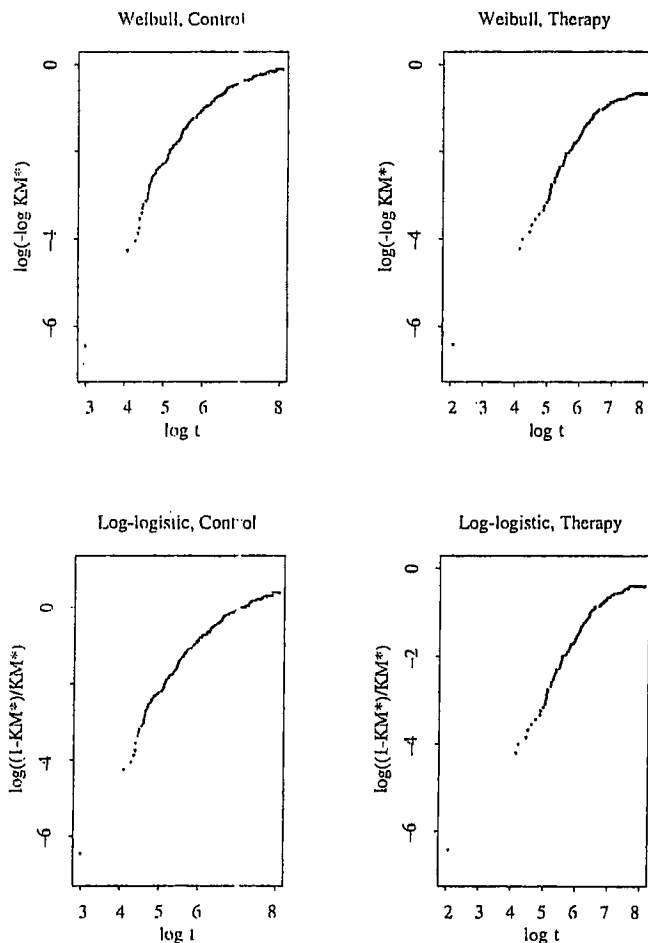 Weibull, Control
0
-4
-6
log(-log KM*)
3 4 5 6 8
log t
Weibull, Therapy
0
-4
-6
log(-log KM*)
2 3 4 5 6 7 8
log t
Log-logistic, Control
0
-2
-4
-6
log((1-KM*)/KM*)
3 4 5 6 8
log t
Log-logistic, Therapy
0
-2
-4
-6
log((1-KM*)/KM*)
2 3 4 5 6 7 8
log t